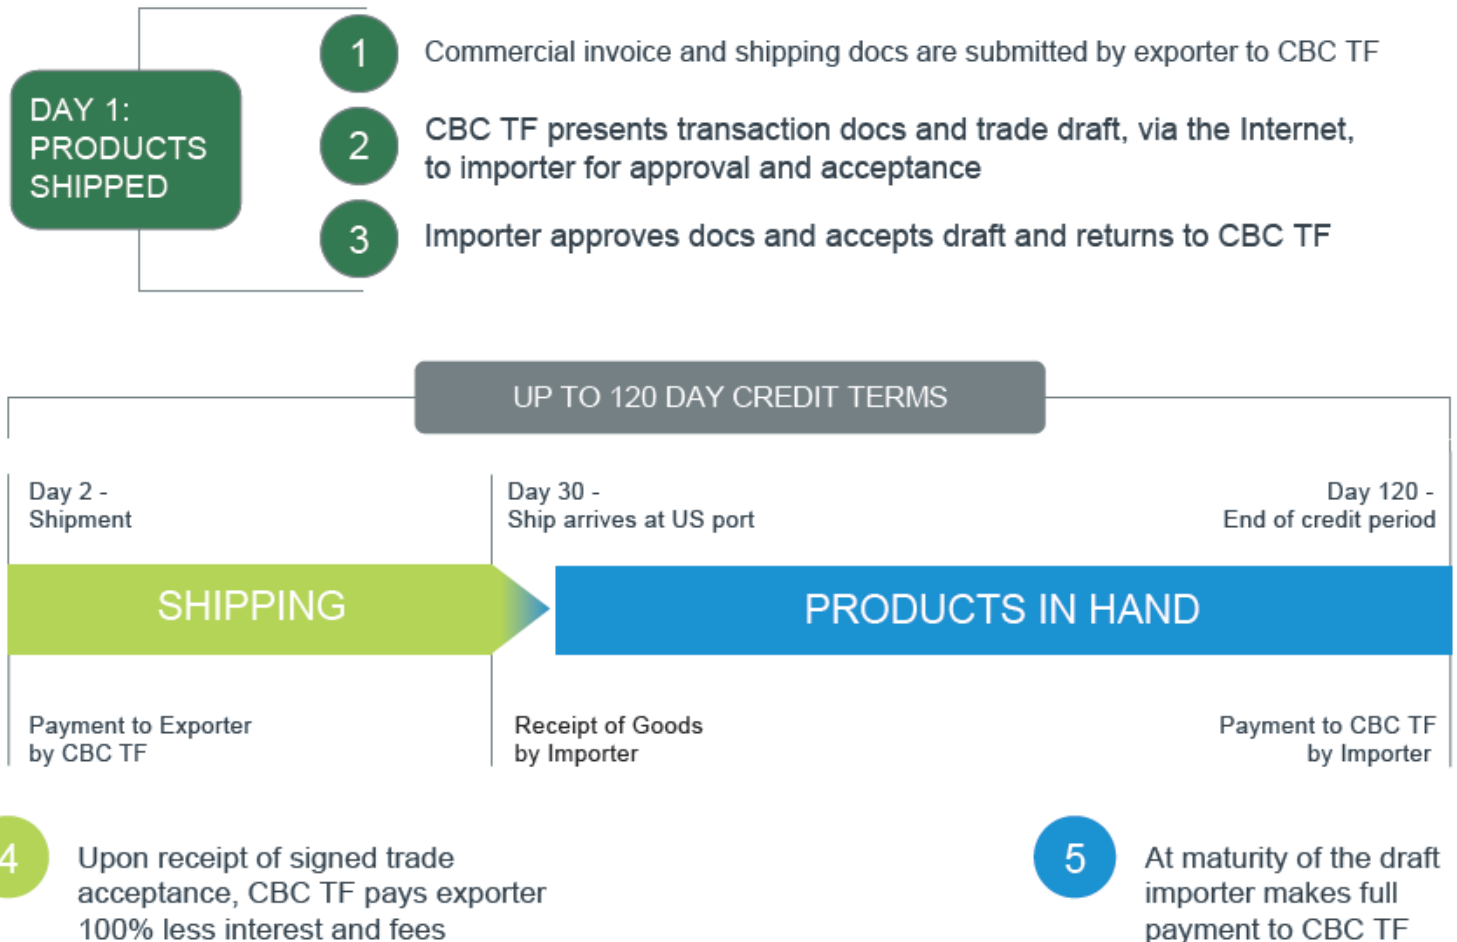 DAY 1:
PRODUCTS
SHIPPED
1
Commercial invoice and shipping docs are submitted by exporter to CBC TF
2
CBC TF presents transaction docs and trade draft, via the Internet,
to importer for approval and acceptance
3
Importer approves docs and accepts draft and returns to CBC TF
UP TO 120 DAY CREDIT TERMS
Day 2 -
Shipment
Day 30 -
Ship arrives at US port
Day 120 -
End of credit period
SHIPPING
PRODUCTS IN HAND
Payment to Exporter
by CBC TF
Receipt of Goods
by Importer
Payment to CBC TF
by Importer
4
Upon receipt of signed trade
acceptance, CBC TF pays exporter
100% less interest and fees
5
At maturity of the draft
importer makes full
payment to CBC TF